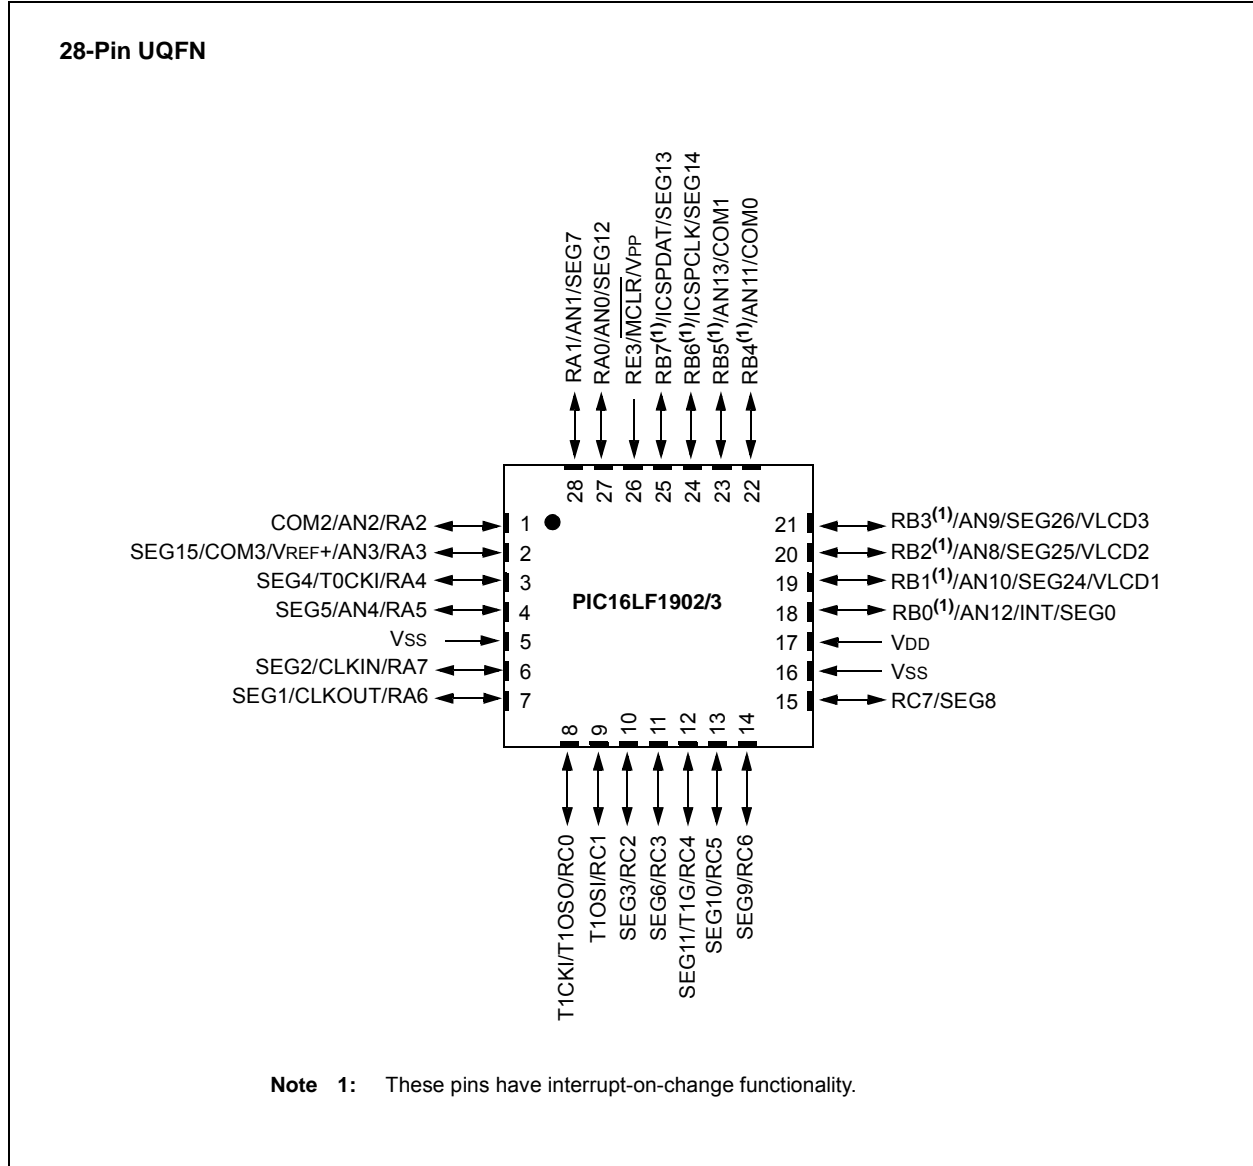 28-Pin UQFN
RA1/AN1/SEG7
RA0/AN0/SEG12
RE3/MCLR/VPP
RB7(1)/ICSPDAT/SEG13
RB6(1)/ICSPCLK/SEG14
RB5(1)/AN13/COM1
RB4(1)/AN11/COM0
28
27
26
25
24
23
22
COM2/AN2/RA2
1
SEG15/COM3/VREF+/AN3/RA3
2
SEG4/T0CKI/RA4
3
SEG5/AN4/RA5
4
VSS
5
SEG2/CLKIN/RA7
6
SEG1/CLKOUT/RA6
7
PIC16LF1902/3
21
RB3(1)/AN9/SEG26/VLCD3
20
RB2(1)/AN8/SEG25/VLCD2
19
RB1(1)/AN10/SEG24/VLCD1
18
RB0(1)/AN12/INT/SEG0
17
VDD
16
VSS
15
RC7/SEG8
8
9
10
11
12
13
14
T1CKI/T1OSO/RC0
T1OSI/RC1
SEG3/RC2
SEG6/RC3
SEG11/T1G/RC4
SEG10/RC5
SEG9/RC6
Note 1: These pins have interrupt-on-change functionality.